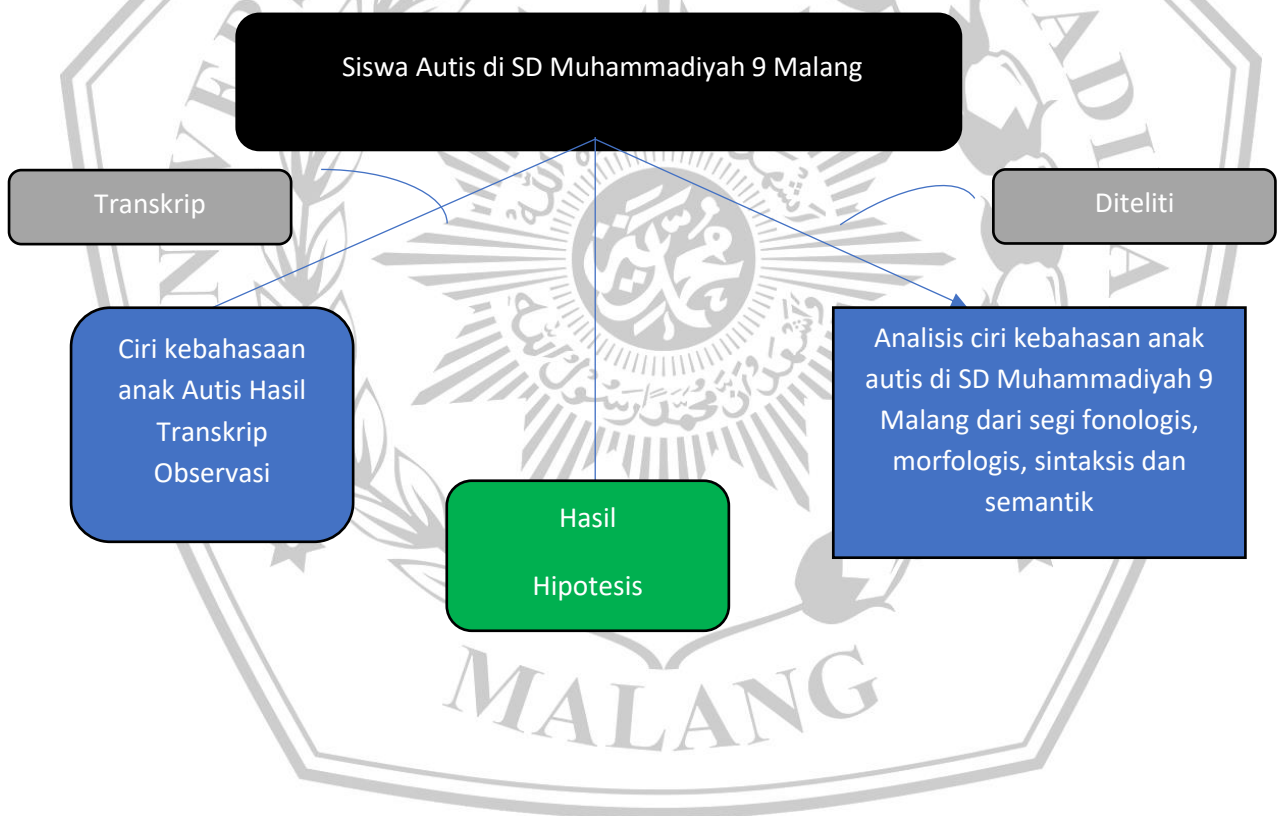 Siswa Autis di SD Muhammadiyah 9 Malang
Transkrip
Diteliti
Ciri kebahasaan
anak Autis Hasil
Transkrip
Observasi
Analisis ciri kebahasan anak
autis di SD Muhammadiyah 9
Malang dari segi fonologis,
morfologis, sintaksis dan
semantik
Hasil
Hipotesis
MALANG